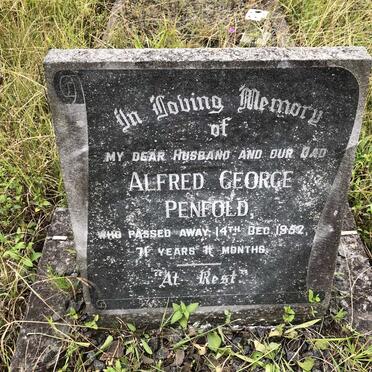 In Loving Memory
of
MY DEAR HUSBAND AND OUR DAD
ALFRED GEORGE
PENFOLD,
WHO PASSED AWAY 14TH DEC. 1952,
71 YEARS 11 MONTHS.
"At Rest"